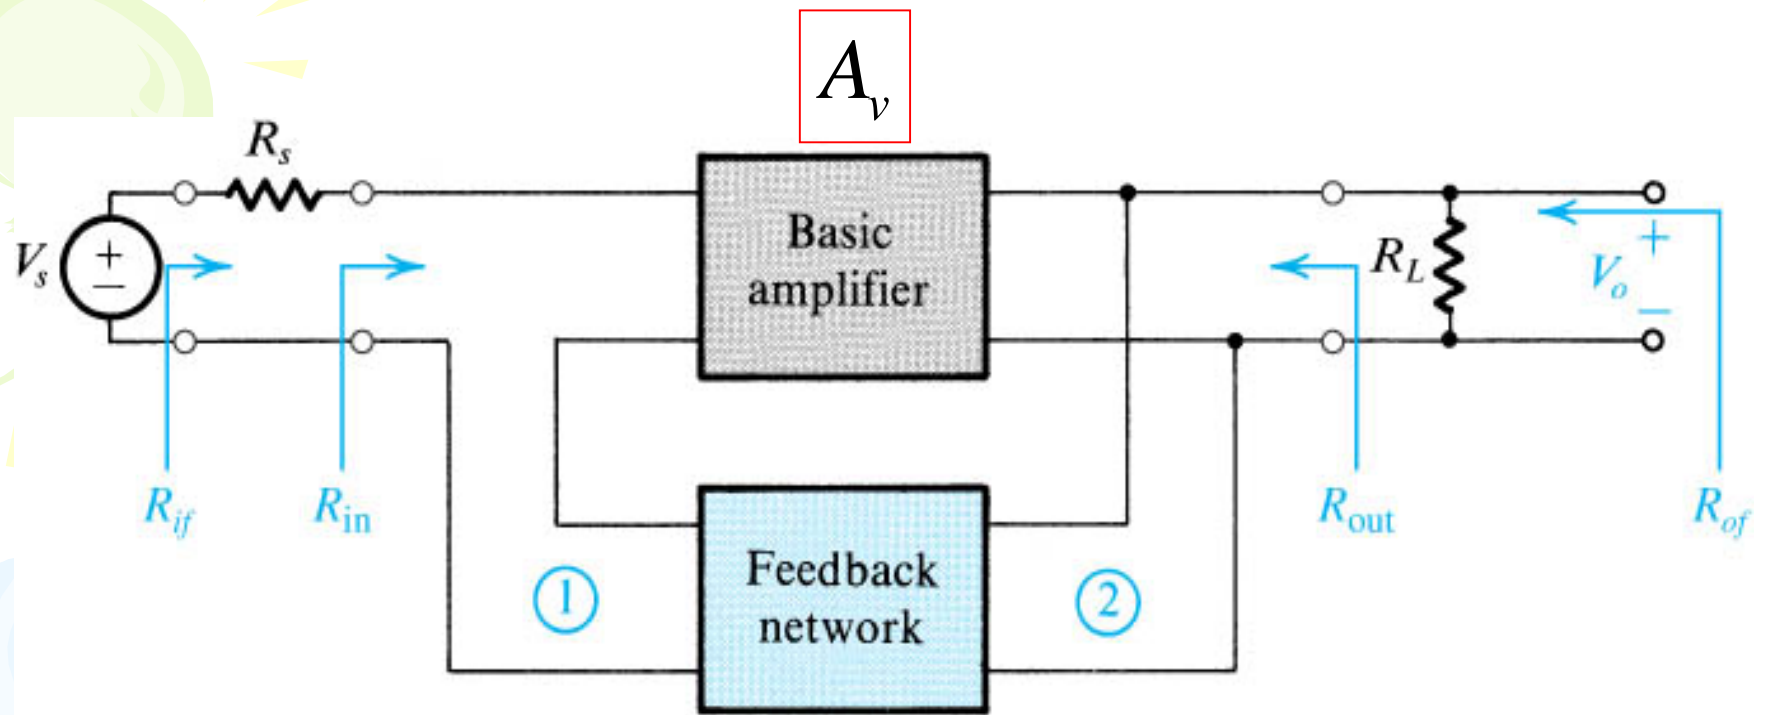 A_v
R_s
V_s
+
−
Basic
amplifier
R_L
+
V_o
−
R_if
R_in
R_out
R_of
Feedback
network
1
2